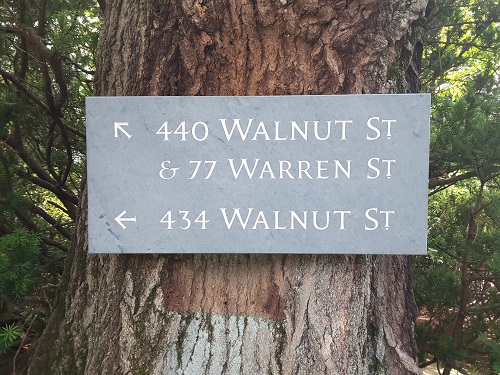 ↖ 440 WALNUT ST
& 77 WARREN ST
← 434 WALNUT ST